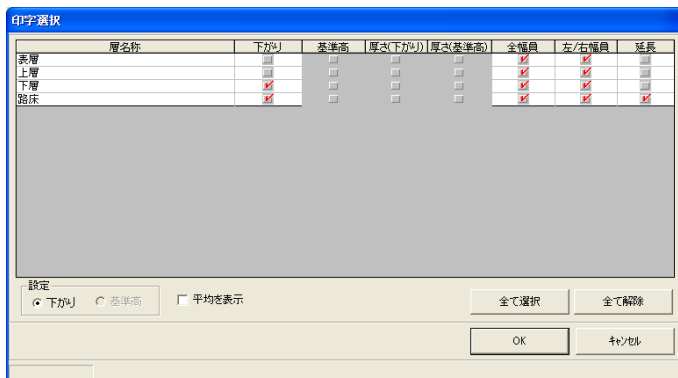 印字選択
層名称 下がり 基準高 厚さ(下がり) 厚さ(基準高) 全幅員 左/右幅員 延長
表層
上層
下層
路床
設定
下がり 基準高 平均を表示 全て選択 全て解除
OK キャンセル